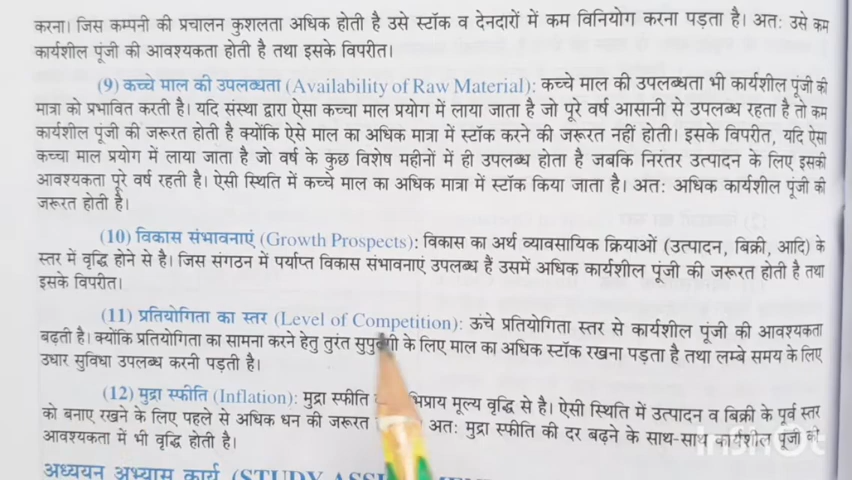 करना। जिस कम्पनी की प्रचालन कुशलता अधिक होती है उसे स्टॉक व देनदारों में कम विनियोग करना पड़ता है। अतः उसे कम
कार्यशील पूंजी की आवश्यकता होती है तथा इसके विपरीत।
(9) कच्चे माल की उपलब्धता (Availability of Raw Material): कच्चे माल की उपलब्धता भी कार्यशील पूंजी की
मात्रा को प्रभावित करती है। यदि संस्था द्वारा ऐसा कच्चा माल प्रयोग में लाया जाता है जो पूरे वर्ष आसानी से उपलब्ध रहता है तो कम
कार्यशील पूंजी की जरूरत होती है क्योंकि ऐसे माल का अधिक मात्रा में स्टॉक करने की जरूरत नहीं होती। इसके विपरीत, यदि ऐसा
कच्चा माल प्रयोग में लाया जाता है जो वर्ष के कुछ विशेष महीनों में ही उपलब्ध होता है जबकि निरंतर उत्पादन के लिए इसकी
आवश्यकता पूरे वर्ष रहती है। ऐसी स्थिति में कच्चे माल का अधिक मात्रा में स्टॉक किया जाता है। अतः अधिक कार्यशील पूंजी की
जरूरत होती है।
(10) विकास संभावनाएं (Growth Prospects): विकास का अर्थ व्यावसायिक क्रियाओं (उत्पादन, बिक्री, आदि) के
स्तर में वृद्धि होने से है। जिस संगठन में पर्याप्त विकास संभावनाएं उपलब्ध हैं उसमें अधिक कार्यशील पूंजी की जरूरत होती है तथा
इसके विपरीत।
(11) प्रतियोगिता का स्तर (Level of Competition): ऊंचे प्रतियोगिता स्तर से कार्यशील पूंजी की आवश्यकता
बढ़ती है। क्योंकि प्रतियोगिता का सामना करने हेतु तुरंत सुपुर्दगी के लिए माल का अधिक स्टॉक रखना पड़ता है तथा लम्बे समय के लिए
उधार सुविधा उपलब्ध करनी पड़ती है।
(12) मुद्रा स्फीति (Inflation): मुद्रा स्फीति भिप्राय मूल्य वृद्धि से है। ऐसी स्थिति में उत्पादन व बिक्री के पूर्व स्तर
को बनाए रखने के लिए पहले से अधिक धन की जरूरत अतः मुद्रा स्फीति की दर बढ़ने के साथ-साथ कार्यशील पूंजी की
आवश्यकता में भी वृद्धि होती है।
अध्ययन अभ्यास कार्य (STUDY
InShot